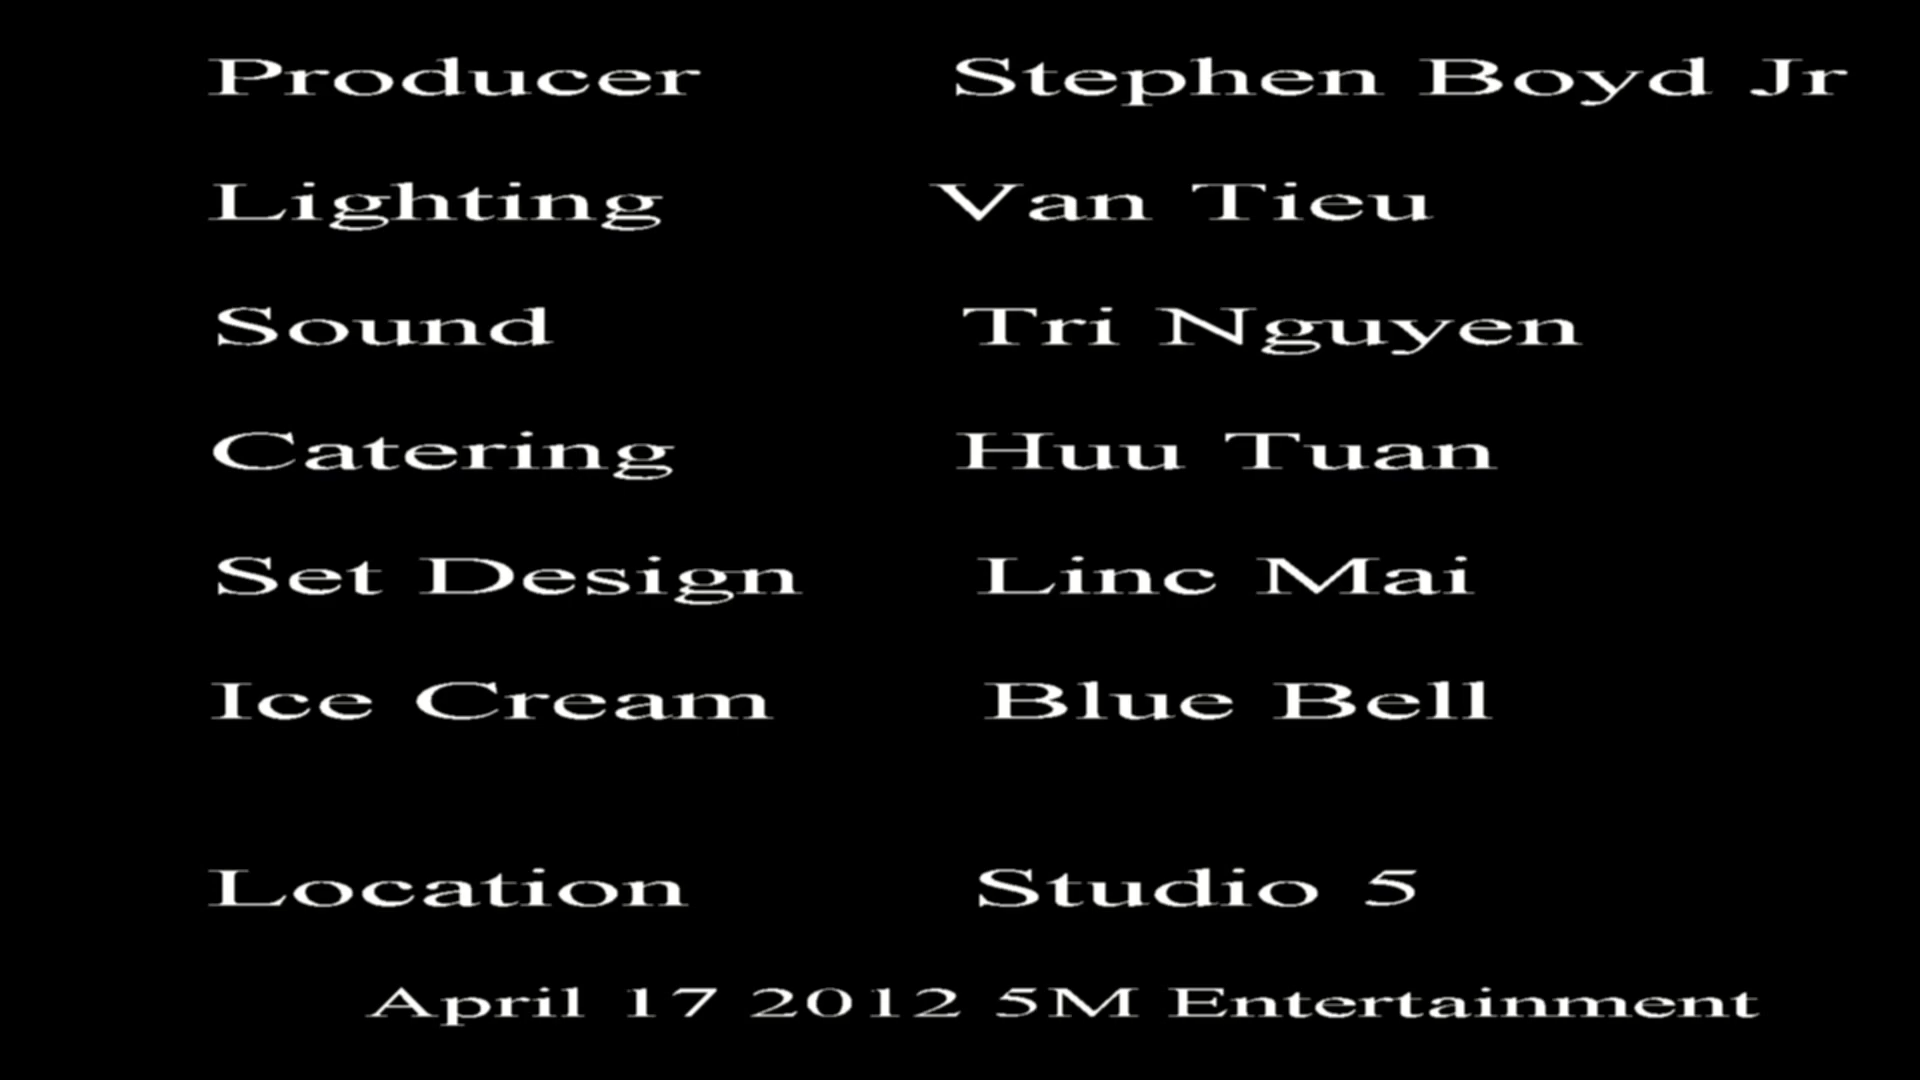 Producer Stephen Boyd Jr
Lighting Van Tieu
Sound Tri Nguyen
Catering Huu Tuan
Set Design Linc Mai
Ice Cream Blue Bell
Location Studio 5
April 17 2012 5M Entertainment